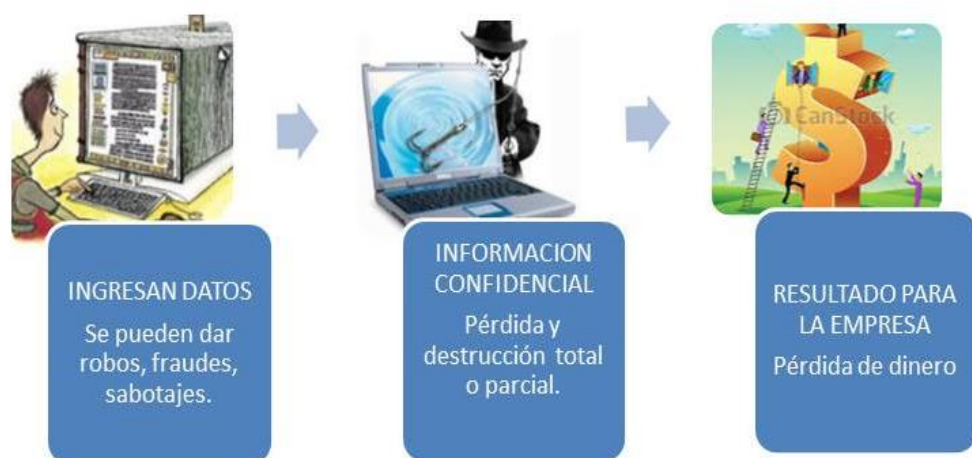 CanStock
INGRESAN DATOS
Se pueden dar
robos, fraudes,
sabotajes.
INFORMACION
CONFIDENCIAL
Pérdida y
destrucción total
o parcial.
RESULTADO PARA
LA EMPRESA
Pérdida de dinero